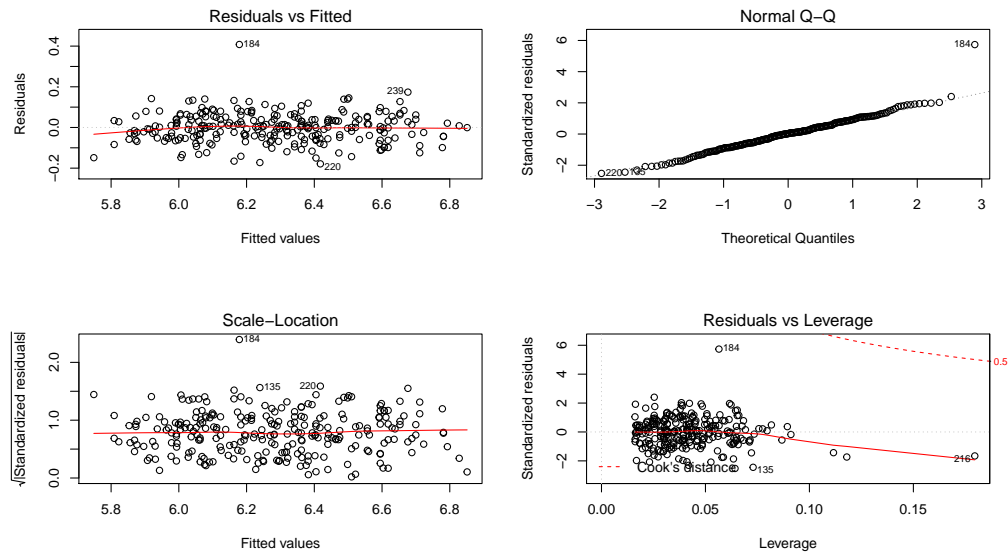 Residuals vs Fitted
Residuals
−0.2 0.0 0.2 0.4
184
239
220
5.8 6.0 6.2 6.4 6.6 6.8
Fitted values
Normal Q−Q
Standardized residuals
−2 0 2 4 6
184
220
135
−3 −2 −1 0 1 2 3
Theoretical Quantiles
Scale−Location
√|Standardized residuals|
0.0 1.0 2.0
184
135
220
5.8 6.0 6.2 6.4 6.6 6.8
Fitted values
Residuals vs Leverage
Standardized residuals
−2 0 2 4 6
184
0.5
216
135
Cook's distance
0.00 0.05 0.10 0.15
Leverage